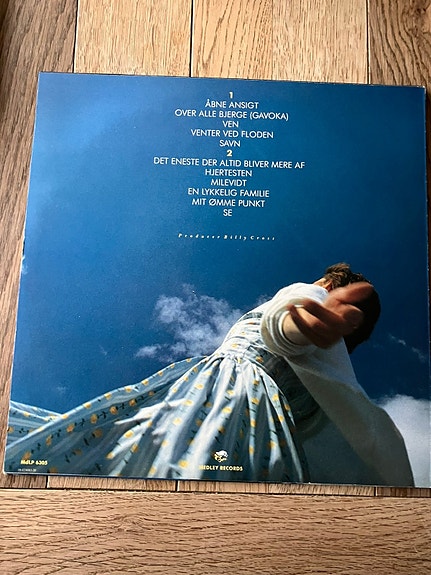 1
ÅBNE ANSIGT
OVER ALLE BJERGE (GAVOKA)
VEN
VENTER VED FLODEN
SAVN
2
DET ENESTE DER ALTID BLIVER MERE AF
HJERTESTEN
MILEVIDT
EN LYKKELIG FAMILIE
MIT ØMME PUNKT
SE
Producer Billy Cross
MdLP 6305
MEDLEY RECORDS